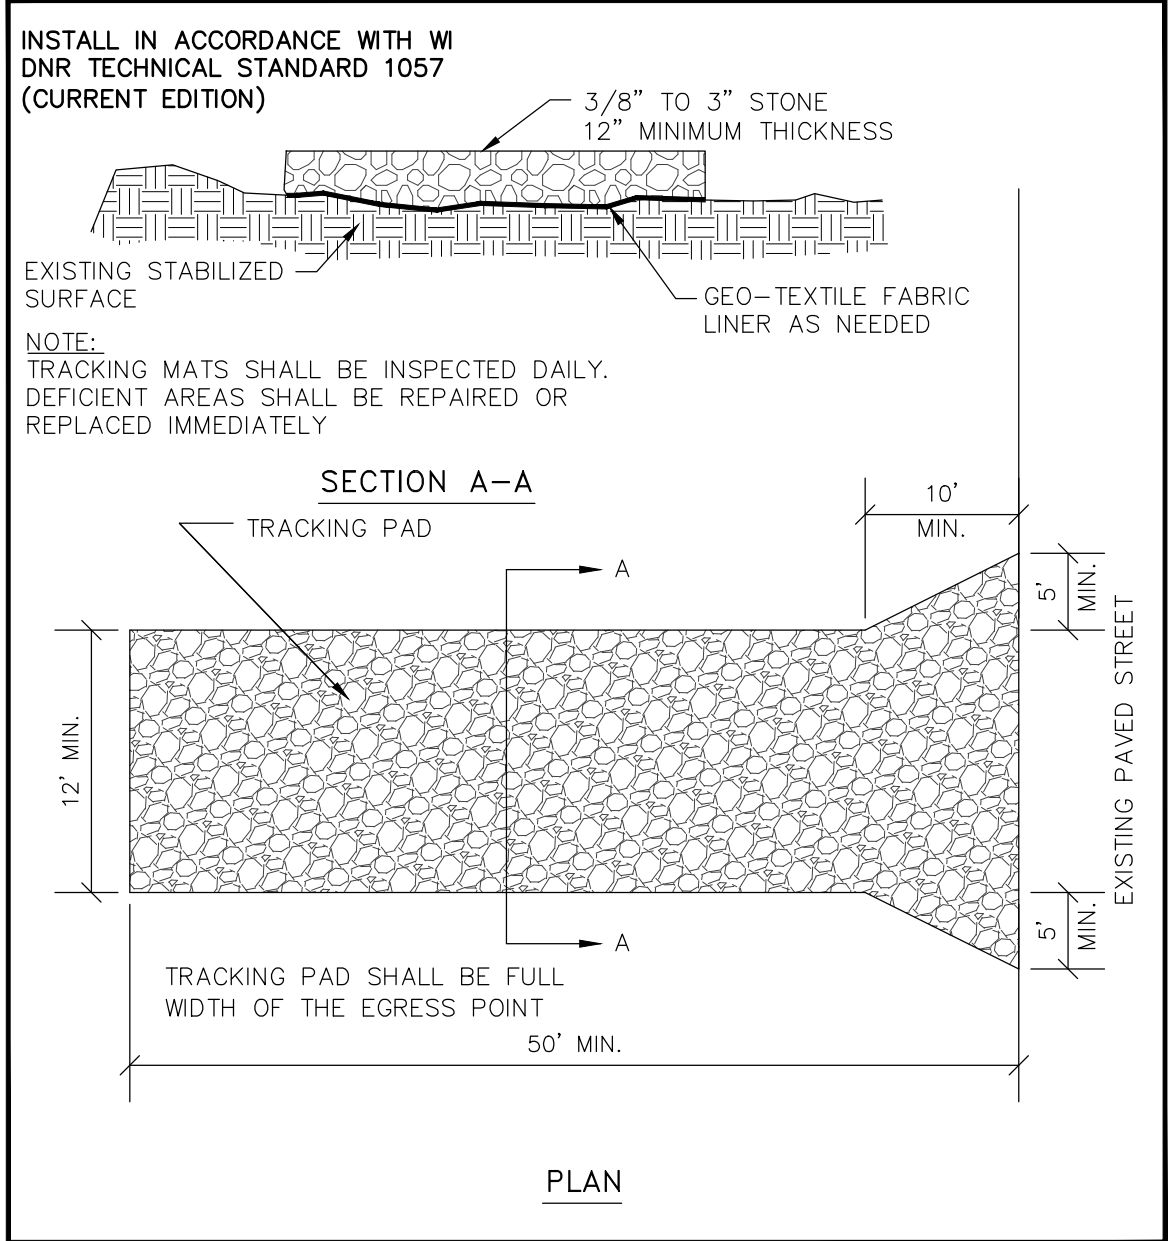 INSTALL IN ACCORDANCE WITH WI
DNR TECHNICAL STANDARD 1057
(CURRENT EDITION)
3/8" TO 3" STONE
12" MINIMUM THICKNESS
EXISTING STABILIZED
SURFACE
GEO-TEXTILE FABRIC
LINER AS NEEDED
NOTE:
TRACKING MATS SHALL BE INSPECTED DAILY.
DEFICIENT AREAS SHALL BE REPAIRED OR
REPLACED IMMEDIATELY
SECTION A-A
TRACKING PAD
10'
MIN.
A
5'
MIN.
12' MIN.
EXISTING PAVED STREET
A
5'
MIN.
TRACKING PAD SHALL BE FULL
WIDTH OF THE EGRESS POINT
50' MIN.
PLAN